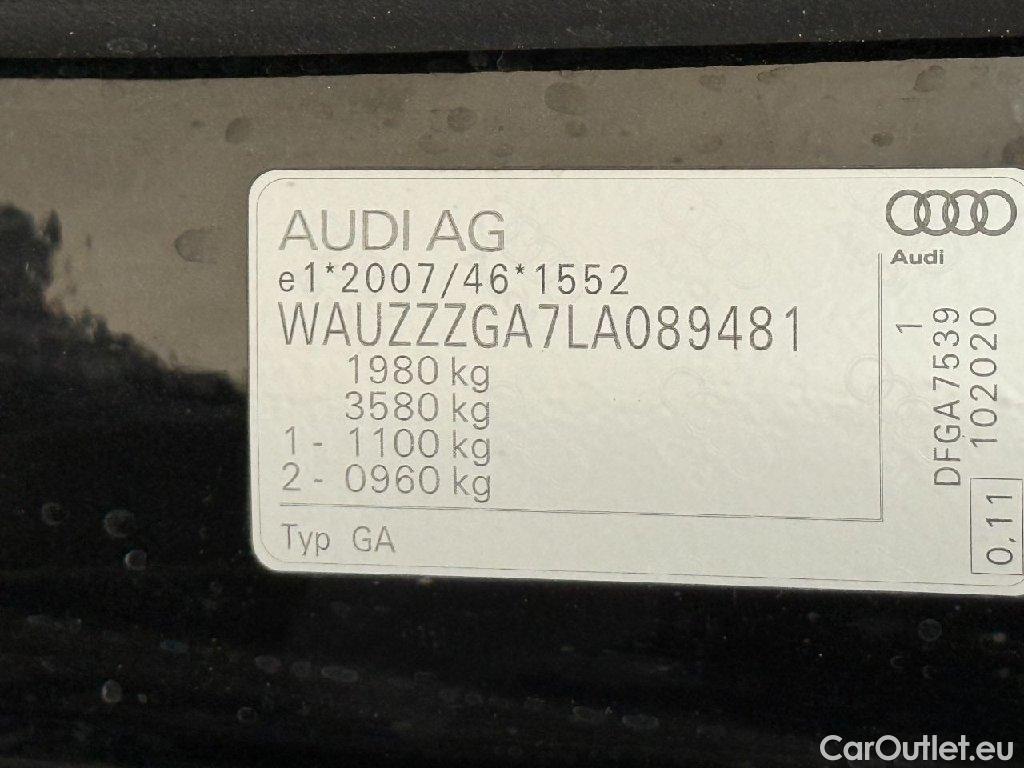 AUDI AG
e1*2007/46*1552
WAUZZZGA7LA089481
1980 kg
3580 kg
1 - 1100 kg
2 - 0960 kg
Typ GA
Audi
1
DFGA7539
102020
0,11
CarOutlet.eu